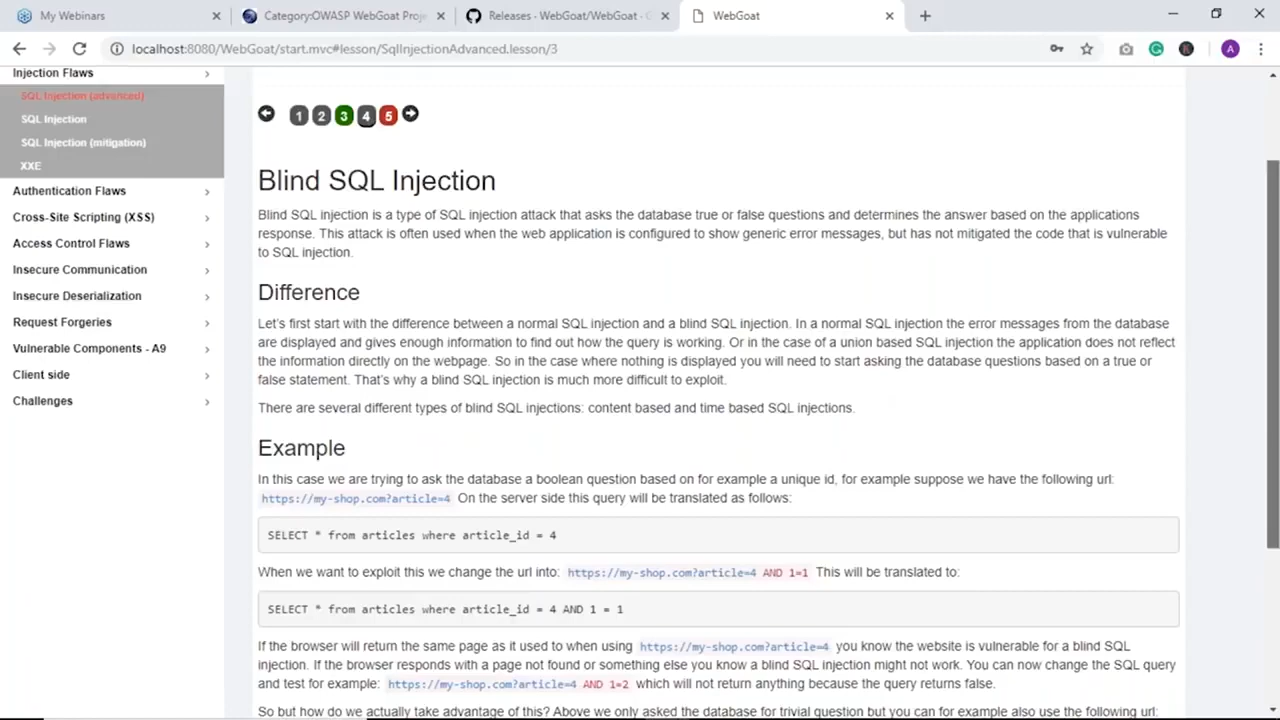 My Webinars
Category:OWASP WebGoat Proje
Releases · WebGoat/WebGoat · G
WebGoat
localhost:8080/WebGoat/start.mvc#lesson/SqlInjectionAdvanced.lesson/3
A
Injection Flaws
SQL Injection (advanced)
SQL Injection
SQL Injection (mitigation)
XXE
Authentication Flaws
Cross-Site Scripting (XSS)
Access Control Flaws
Insecure Communication
Insecure Deserialization
Request Forgeries
Vulnerable Components - A9
Client side
Challenges
1 2 3 4 5
Blind SQL Injection
Blind SQL injection is a type of SQL injection attack that asks the database true or false questions and determines the answer based on the applications
response. This attack is often used when the web application is configured to show generic error messages, but has not mitigated the code that is vulnerable
to SQL injection.
Difference
Let's first start with the difference between a normal SQL injection and a blind SQL injection. In a normal SQL injection the error messages from the database
are displayed and gives enough information to find out how the query is working. Or in the case of a union based SQL injection the application does not reflect
the information directly on the webpage. So in the case where nothing is displayed you will need to start asking the database questions based on a true or
false statement. That's why a blind SQL injection is much more difficult to exploit.
There are several different types of blind SQL injections: content based and time based SQL injections.
Example
In this case we are trying to ask the database a boolean question based on for example a unique id, for example suppose we have the following url:
https://my-shop.com?article=4 On the server side this query will be translated as follows:
SELECT * from articles where article_id = 4
When we want to exploit this we change the url into: https://my-shop.com?article=4 AND 1=1 This will be translated to:
SELECT * from articles where article_id = 4 AND 1 = 1
If the browser will return the same page as it used to when using https://my-shop.com?article=4 you know the website is vulnerable for a blind SQL
injection. If the browser responds with a page not found or something else you know a blind SQL injection might not work. You can now change the SQL query
and test for example: https://my-shop.com?article=4 AND 1=2 which will not return anything because the query returns false.
So but how do we actually take advantage of this? Above we only asked the database for trivial question but you can for example also use the following url: